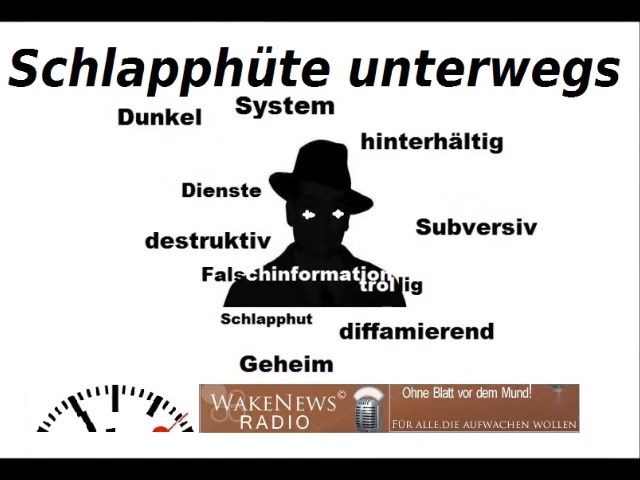 Schlapphüte unterwegs
System
Dunkel
hinterhältig
Dienste
Subversiv
destruktiv
Falschinformation
trollig
Schlapphut
diffamierend
Geheim
WAKENEWS©
RADIO
Ohne Blatt vor dem Mund!
FÜR ALLE.DIE AUFWACHEN WOLLEN